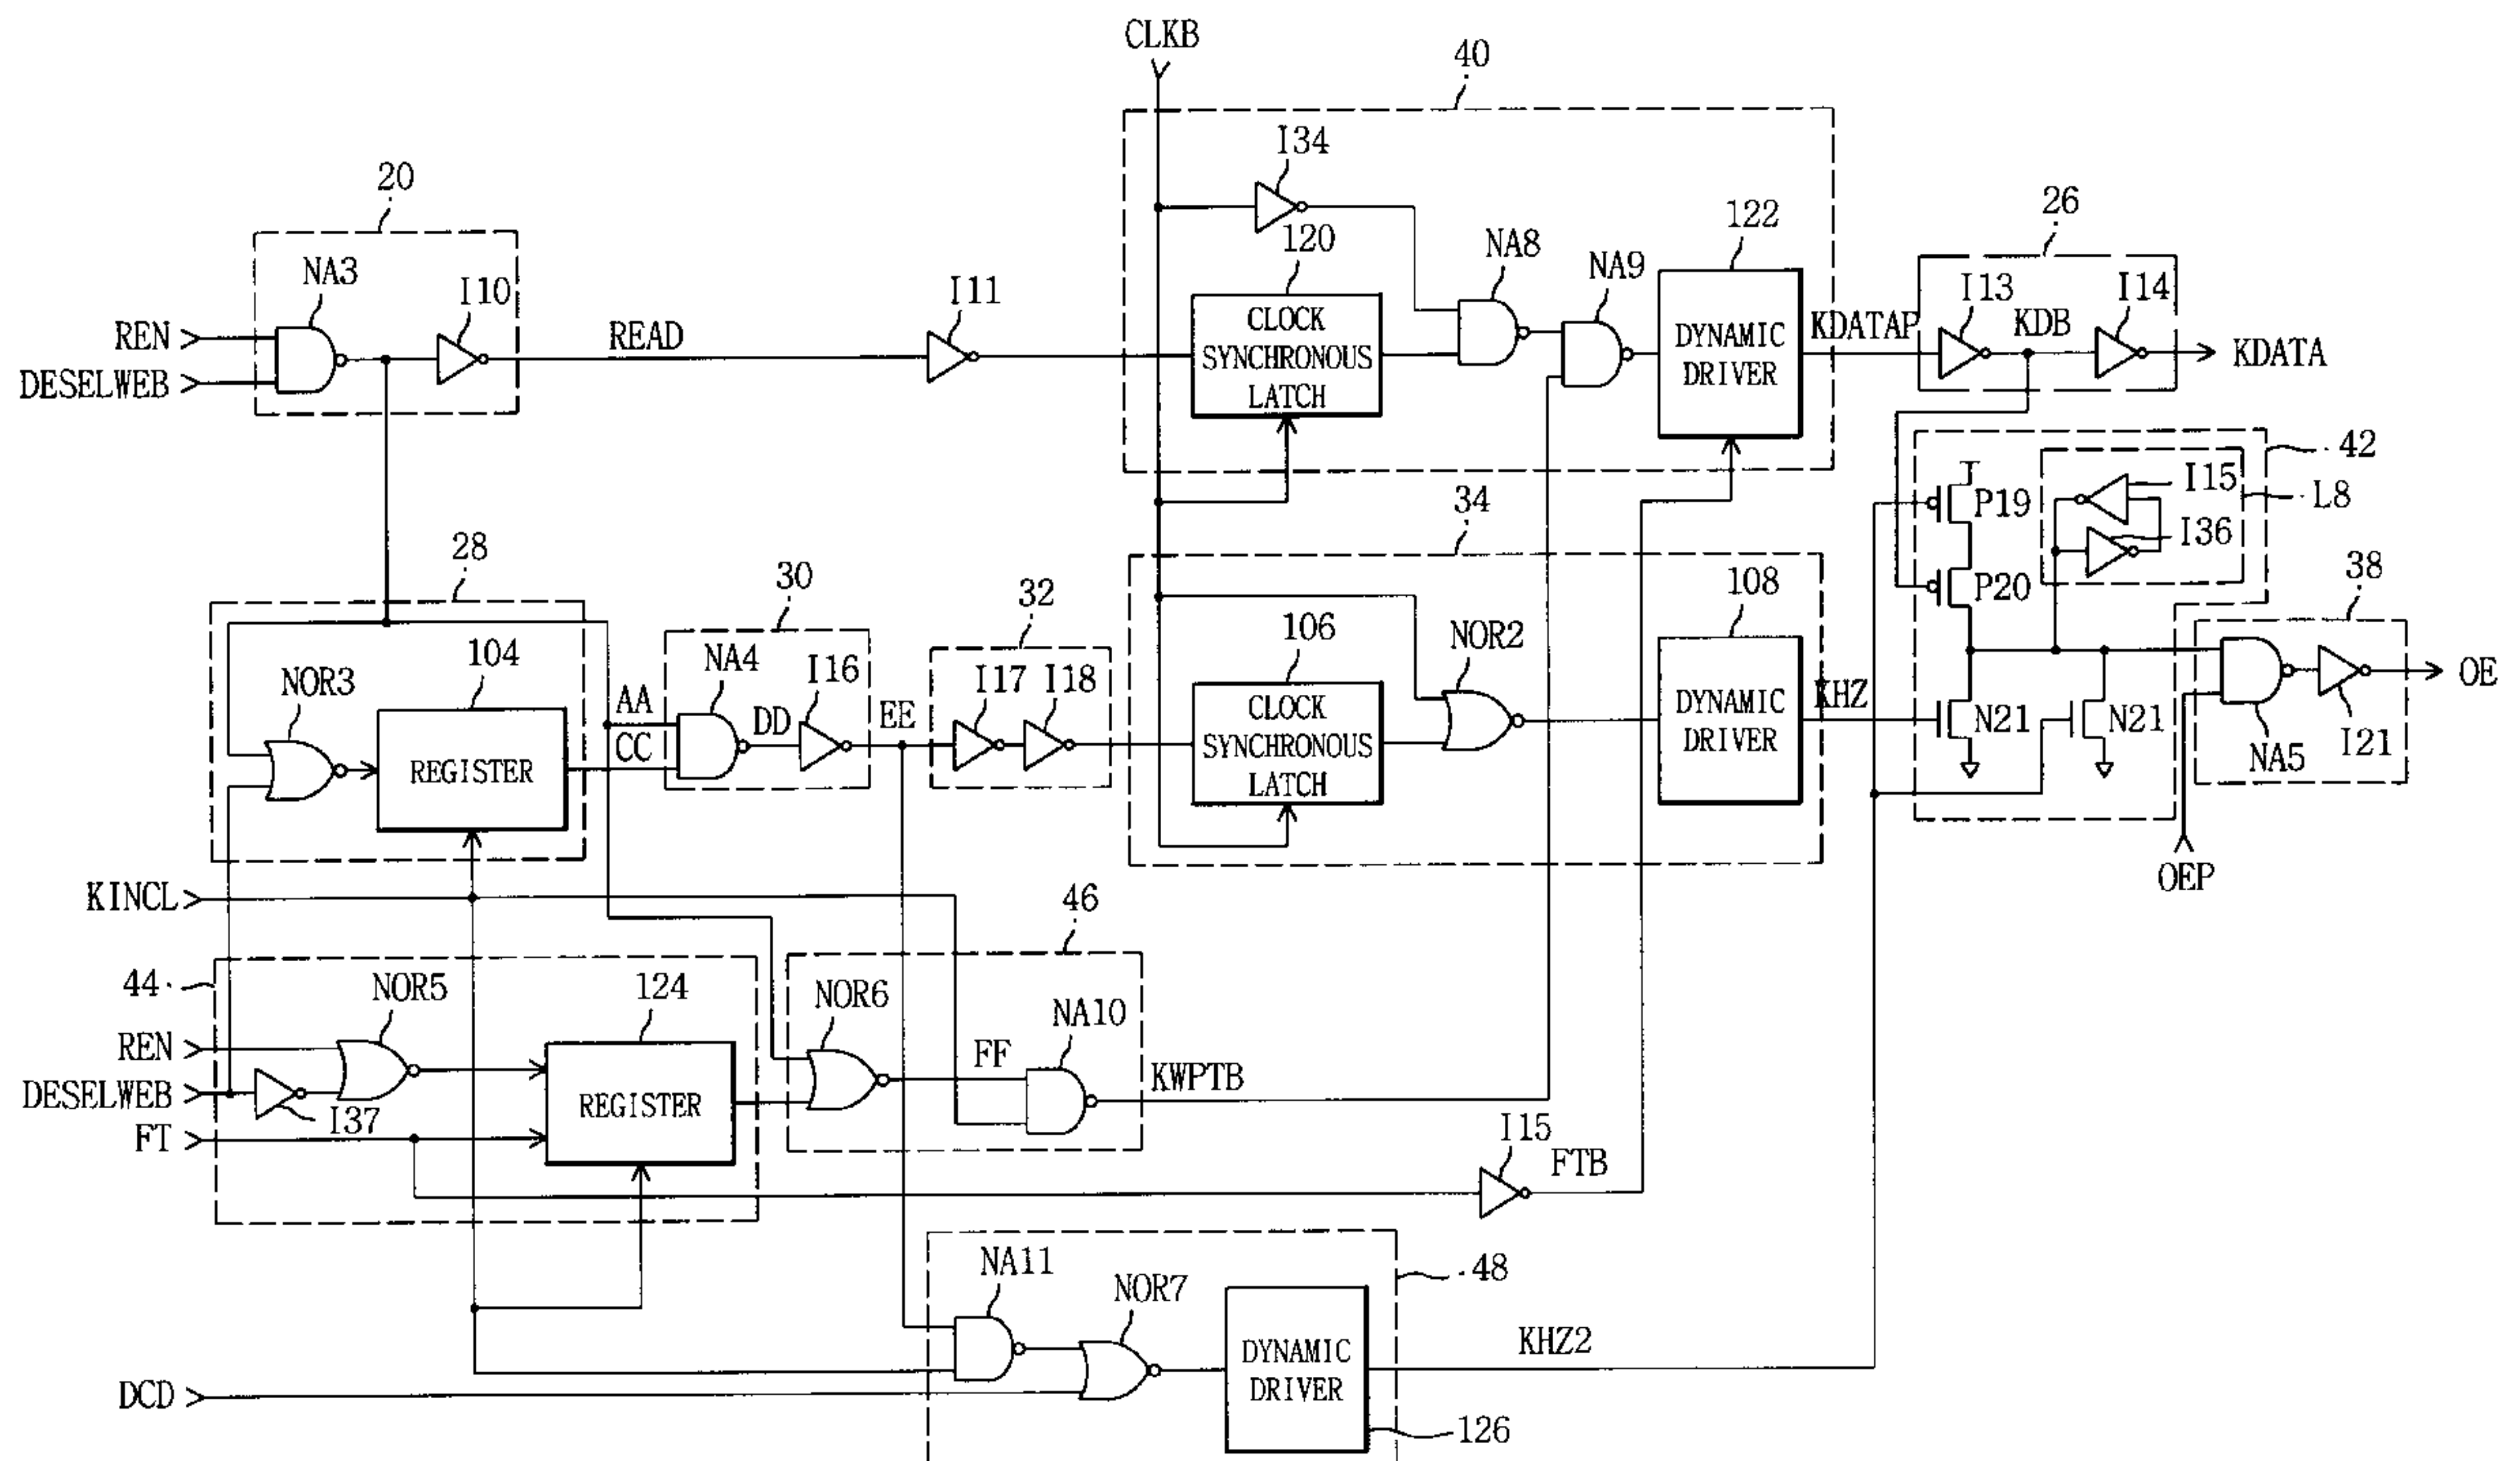 CLKB
40
I34
20
120
NA8
122
26
NA3
I10
I11
NA9
I13
I14
REN
READ
CLOCK
SYNCHRONOUS
LATCH
DYNAMIC
DRIVER
KDATAP
KDB
KDATA
DESELWEB
42
I15
L8
P19
34
I36
28
30
32
108
P20
38
104
NA4
106
NOR2
NOR3
I16
I17
I18
AA
DD
EE
CLOCK
SYNCHRONOUS
LATCH
DYNAMIC
DRIVER
KHZ
OE
N21
N21
CC
REGISTER
NA5
I21
KINCL
46
OEP
44
NOR5
124
NOR6
NA10
REN
FF
KWPTB
DESELWEB
REGISTER
I37
FT
I15
FTB
NA11
48
NOR7
KHZ2
DYNAMIC
DRIVER
DCD
126